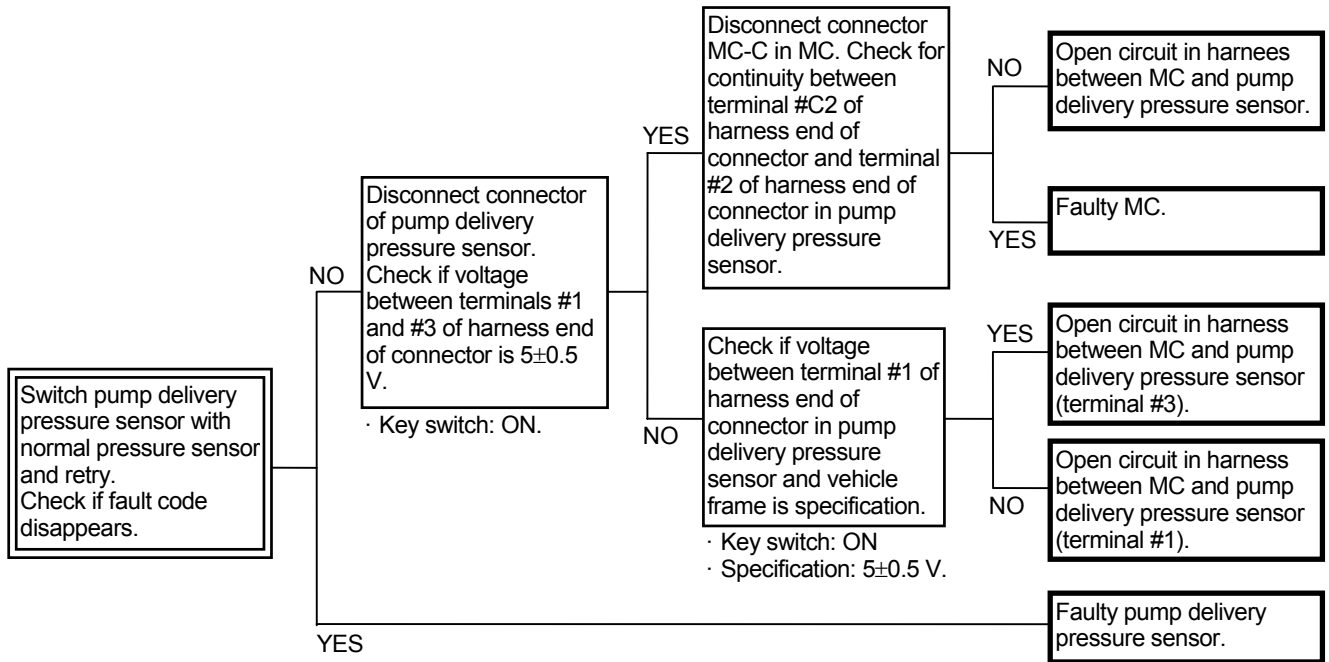 Switch pump delivery
pressure sensor with
normal pressure sensor
and retry.
Check if fault code
disappears.
NO
YES
Disconnect connector
of pump delivery
pressure sensor.
Check if voltage
between terminals #1
and #3 of harness end
of connector is 5±0.5
V.
· Key switch: ON.
YES
NO
Disconnect connector
MC-C in MC. Check for
continuity between
terminal #C2 of
harness end of
connector and terminal
#2 of harness end of
connector in pump
delivery pressure
sensor.
NO
YES
Check if voltage
between terminal #1 of
harness end of
connector in pump
delivery pressure
sensor and vehicle
frame is specification.
· Key switch: ON
· Specification: 5±0.5 V.
YES
NO
Open circuit in harnees
between MC and pump
delivery pressure sensor.
Faulty MC.
Open circuit in harness
between MC and pump
delivery pressure sensor
(terminal #3).
Open circuit in harness
between MC and pump
delivery pressure sensor
(terminal #1).
Faulty pump delivery
pressure sensor.